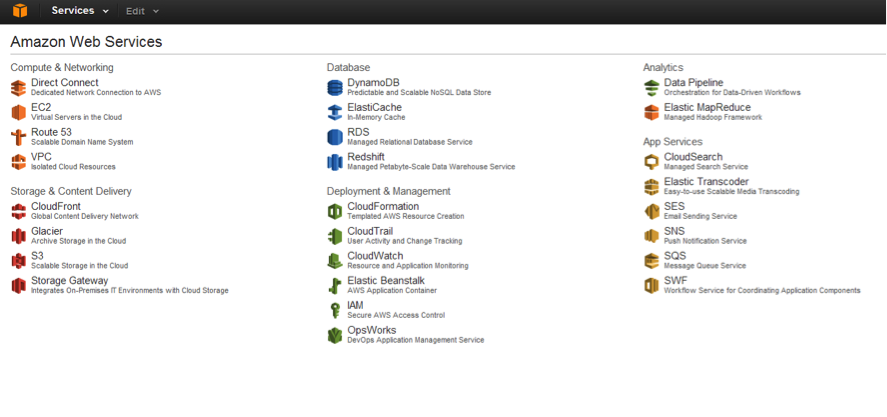 Services
Edit
Amazon Web Services
Compute & Networking
Direct Connect
Dedicated Network Connection to AWS
EC2
Virtual Servers in the Cloud
Route 53
Scalable Domain Name System
VPC
Isolated Cloud Resources
Storage & Content Delivery
CloudFront
Global Content Delivery Network
Glacier
Archive Storage in the Cloud
S3
Scalable Storage in the Cloud
Storage Gateway
Integrates On-Premises IT Environments with Cloud Storage
Database
DynamoDB
Predictable and Scalable NoSQL Data Store
ElastiCache
In-Memory Cache
RDS
Managed Relational Database Service
Redshift
Managed Petabyte-Scale Data Warehouse Service
Deployment & Management
CloudFormation
Templated AWS Resource Creation
CloudTrail
User Activity and Change Tracking
CloudWatch
Resource and Application Monitoring
Elastic Beanstalk
AWS Application Container
IAM
Secure AWS Access Control
OpsWorks
DevOps Application Management Service
Analytics
Data Pipeline
Orchestration for Data-Driven Workflows
Elastic MapReduce
Managed Hadoop Framework
App Services
CloudSearch
Managed Search Service
Elastic Transcoder
Easy-to-use Scalable Media Transcoding
SES
Email Sending Service
SNS
Push Notification Service
SQS
Message Queue Service
SWF
Workflow Service for Coordinating Application Components